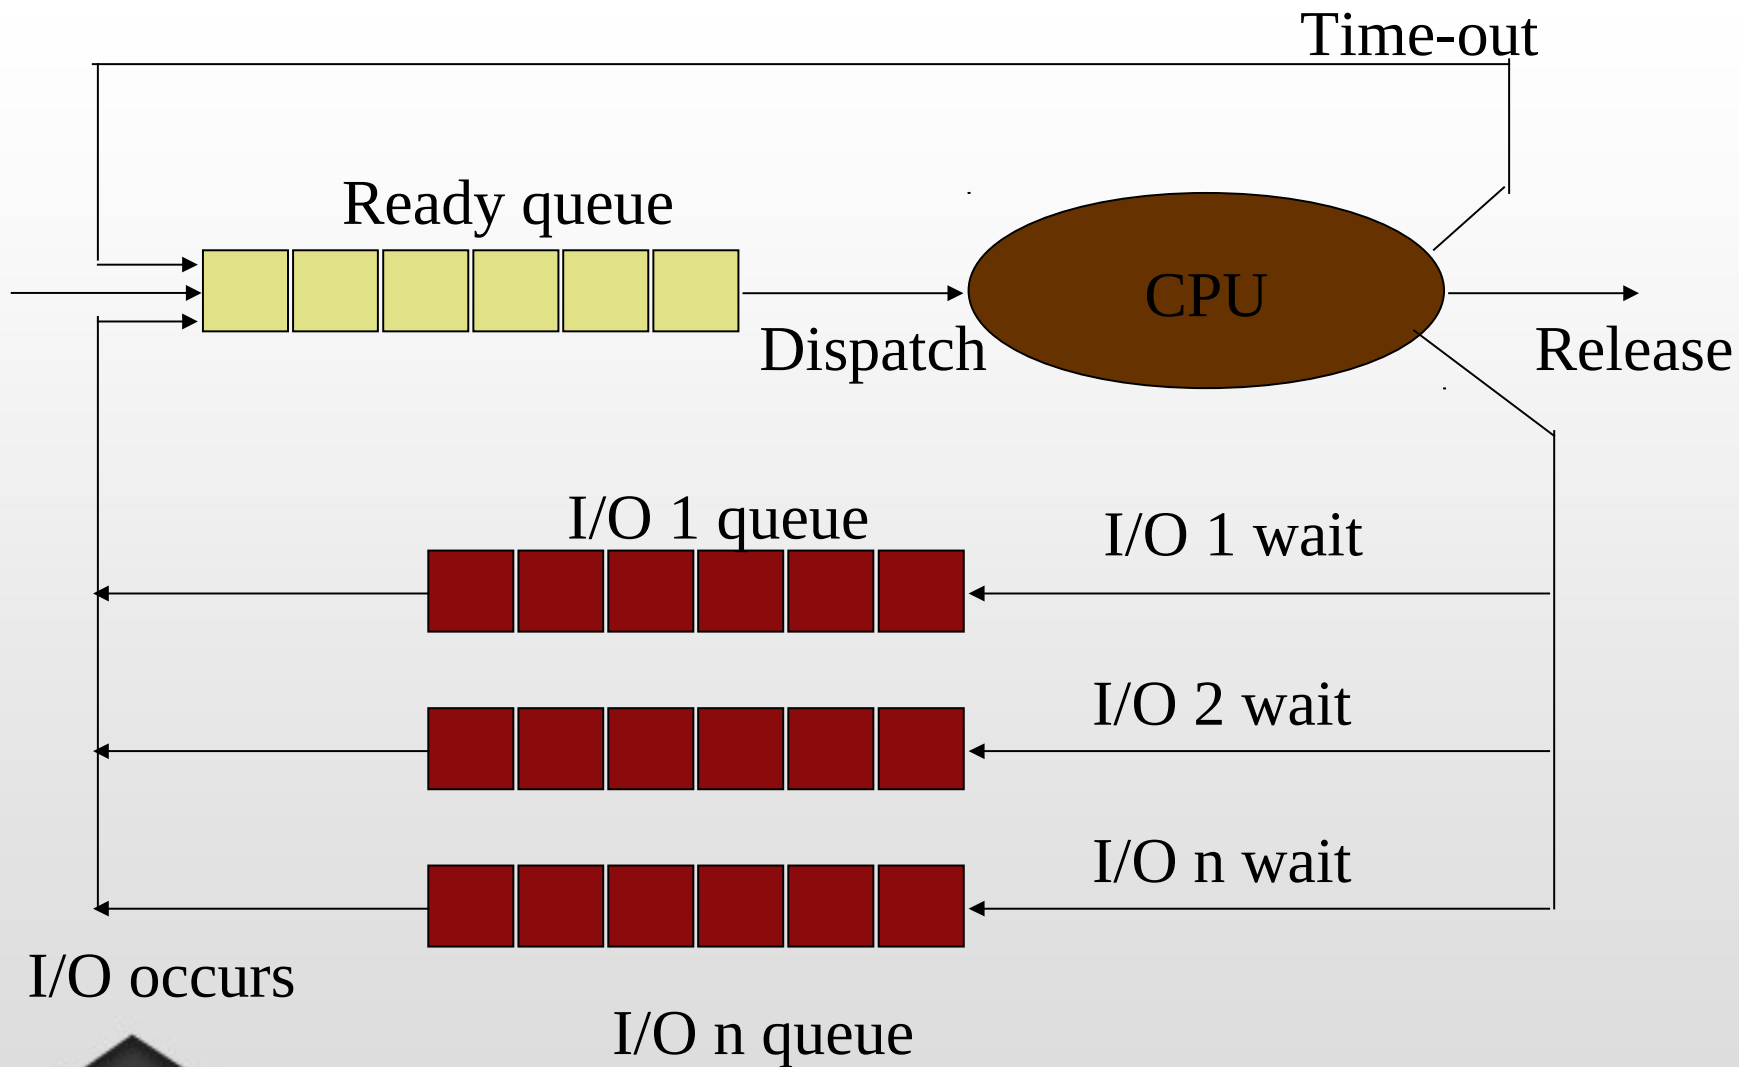 Time-out
Ready queue
CPU
Dispatch
Release
I/O 1 queue
I/O 1 wait
I/O 2 wait
I/O n wait
I/O occurs
I/O n queue